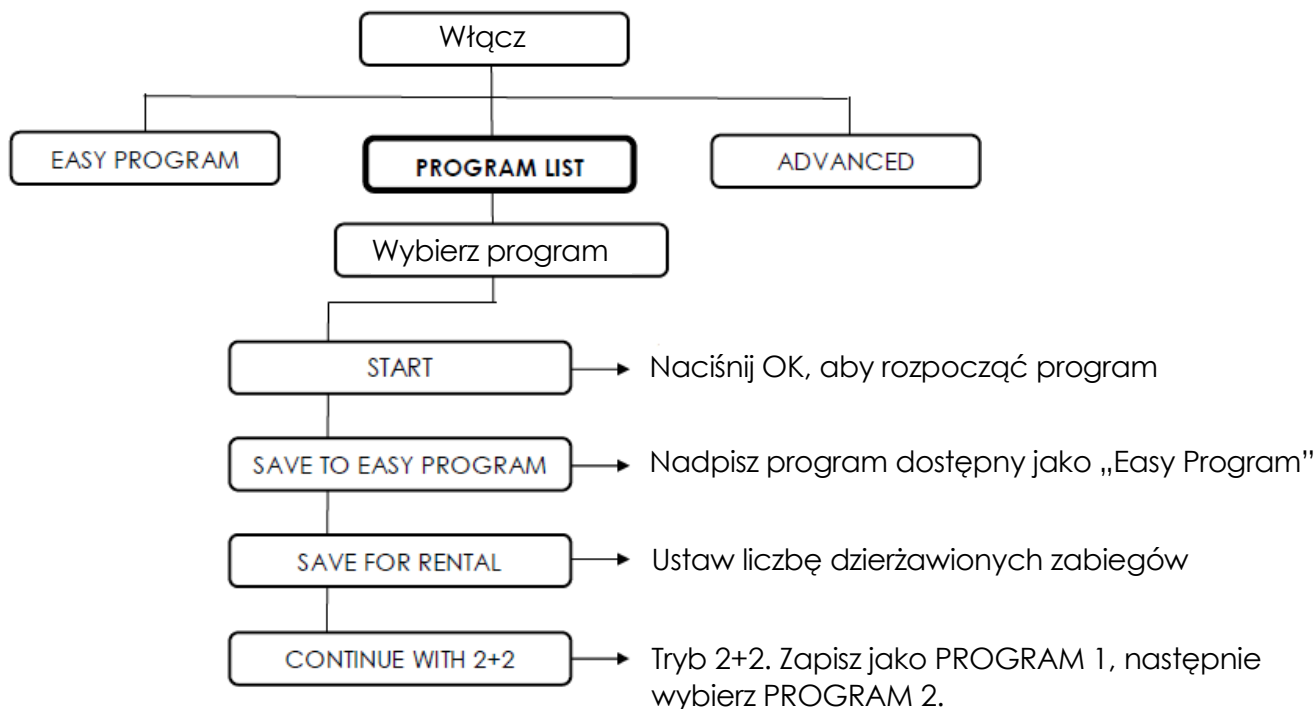 Włącz
EASY PROGRAM
PROGRAM LIST
ADVANCED
Wybierz program
START
Naciśnij OK, aby rozpocząć program
SAVE TO EASY PROGRAM
Nadpisz program dostępny jako „Easy Program”
SAVE FOR RENTAL
Ustaw liczbę dzierżawionych zabiegów
CONTINUE WITH 2+2
Tryb 2+2. Zapisz jako PROGRAM 1, następnie
wybierz PROGRAM 2.